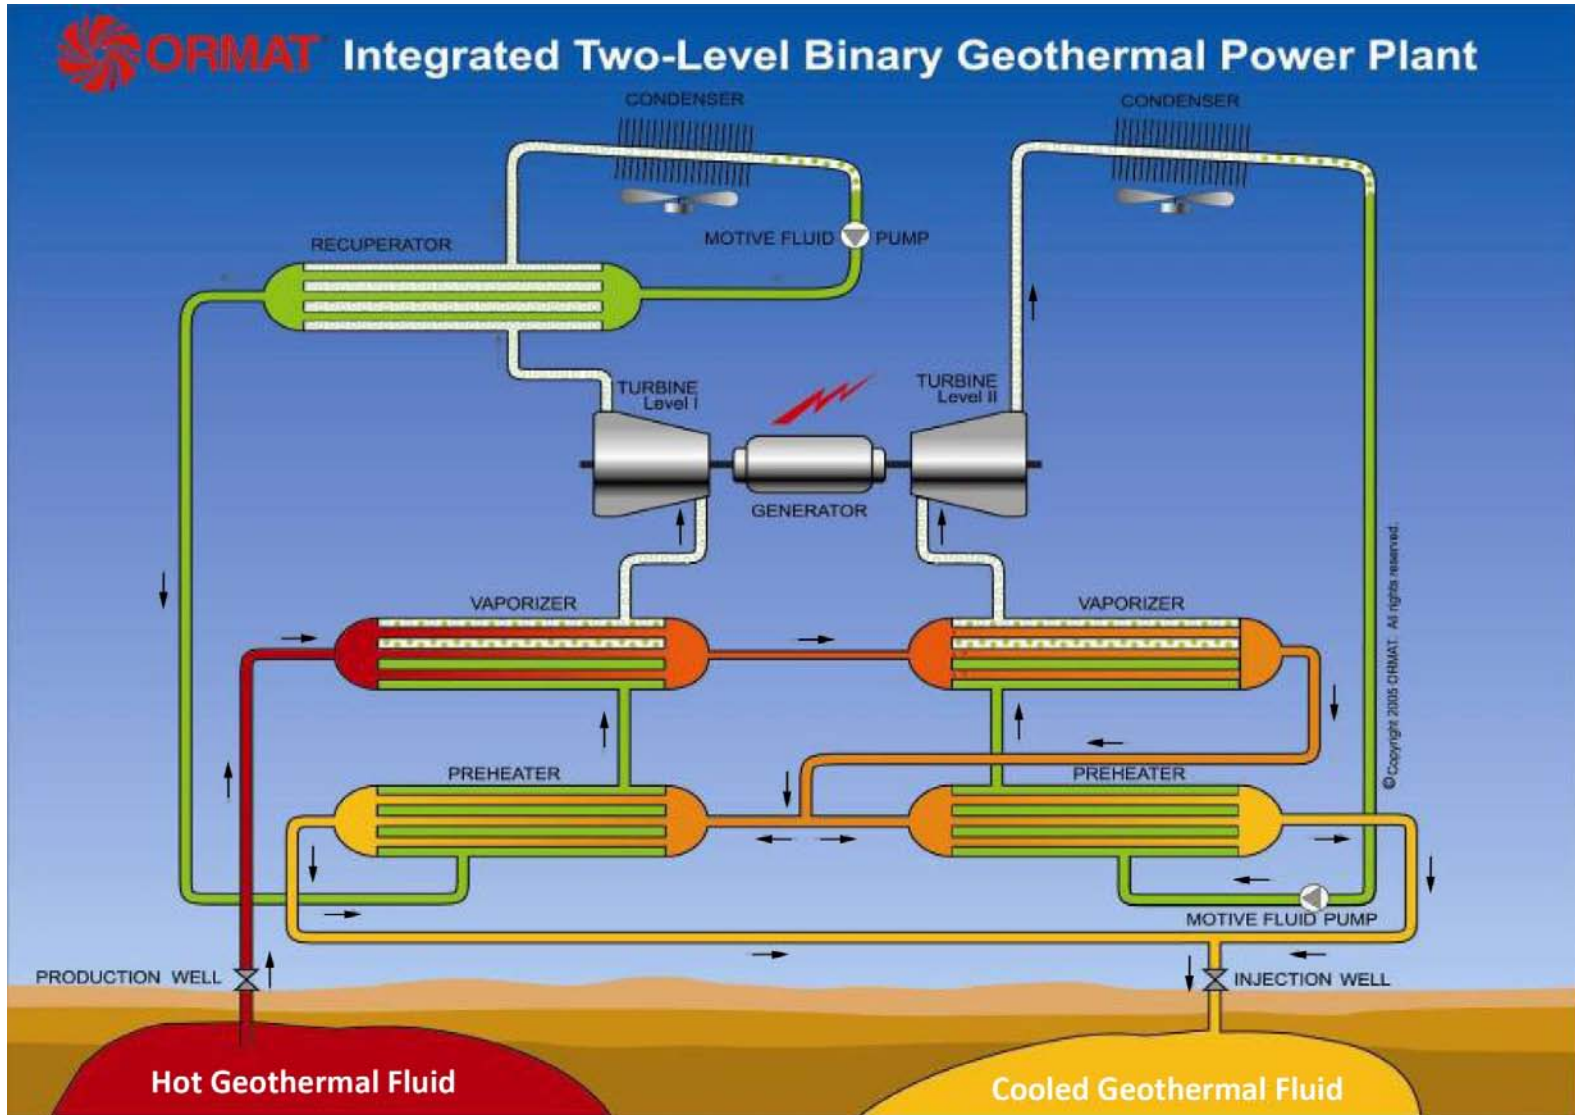 ORMAT Integrated Two-Level Binary Geothermal Power Plant
CONDENSER
CONDENSER
RECUPERATOR
MOTIVE FLUID PUMP
TURBINE
Level I
TURBINE
Level II
GENERATOR
VAPORIZER
VAPORIZER
PREHEATER
PREHEATER
© Copyright 2005 ORMAT. All rights reserved.
MOTIVE FLUID PUMP
PRODUCTION WELL
INJECTION WELL
Hot Geothermal Fluid
Cooled Geothermal Fluid